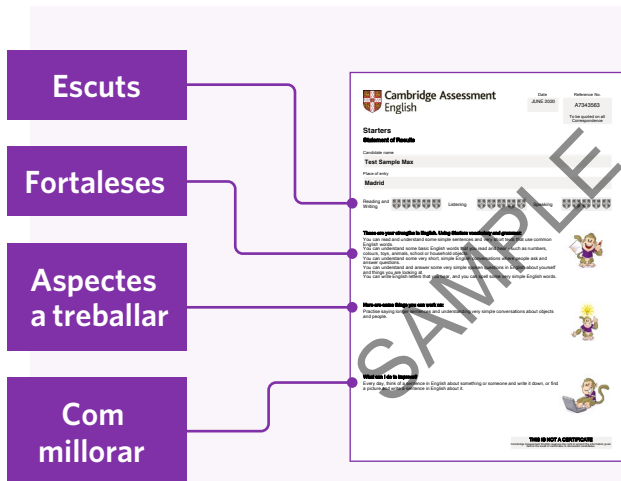 Escuts
Fortaleses
Aspectes
a treballar
Com
millorar
Cambridge Assessment
English
Date
JUNE 2020
Reference No.
A7343563
To be quoted on all
Correspondence
Starters
Statement of Results
Candidate name
Test Sample Max
Place of entry
Madrid
Reading and
Writing
Listening
Speaking
These are your strengths in English. Using Starters vocabulary and grammar:
You can read and understand some simple sentences and very short texts that use common
English words.
You can understand some basic English words that you read and hear - such as numbers,
colours, toys, animals, school or household objects.
You can understand some very short, simple English conversations where people ask and
answer questions.
You can understand and answer some very simple spoken questions in English about yourself
and things you are looking at.
You can write English letters that you hear, and you can spell some very simple English words.
Here are some things you can work on:
Practise saying longer sentences and understanding very simple conversations about objects
and people.
What can I do to improve?
Every day, think of a sentence in English about something or someone and write it down, or find
a picture and write a sentence in English about it.
SAMPLE
THIS IS NOT A CERTIFICATE